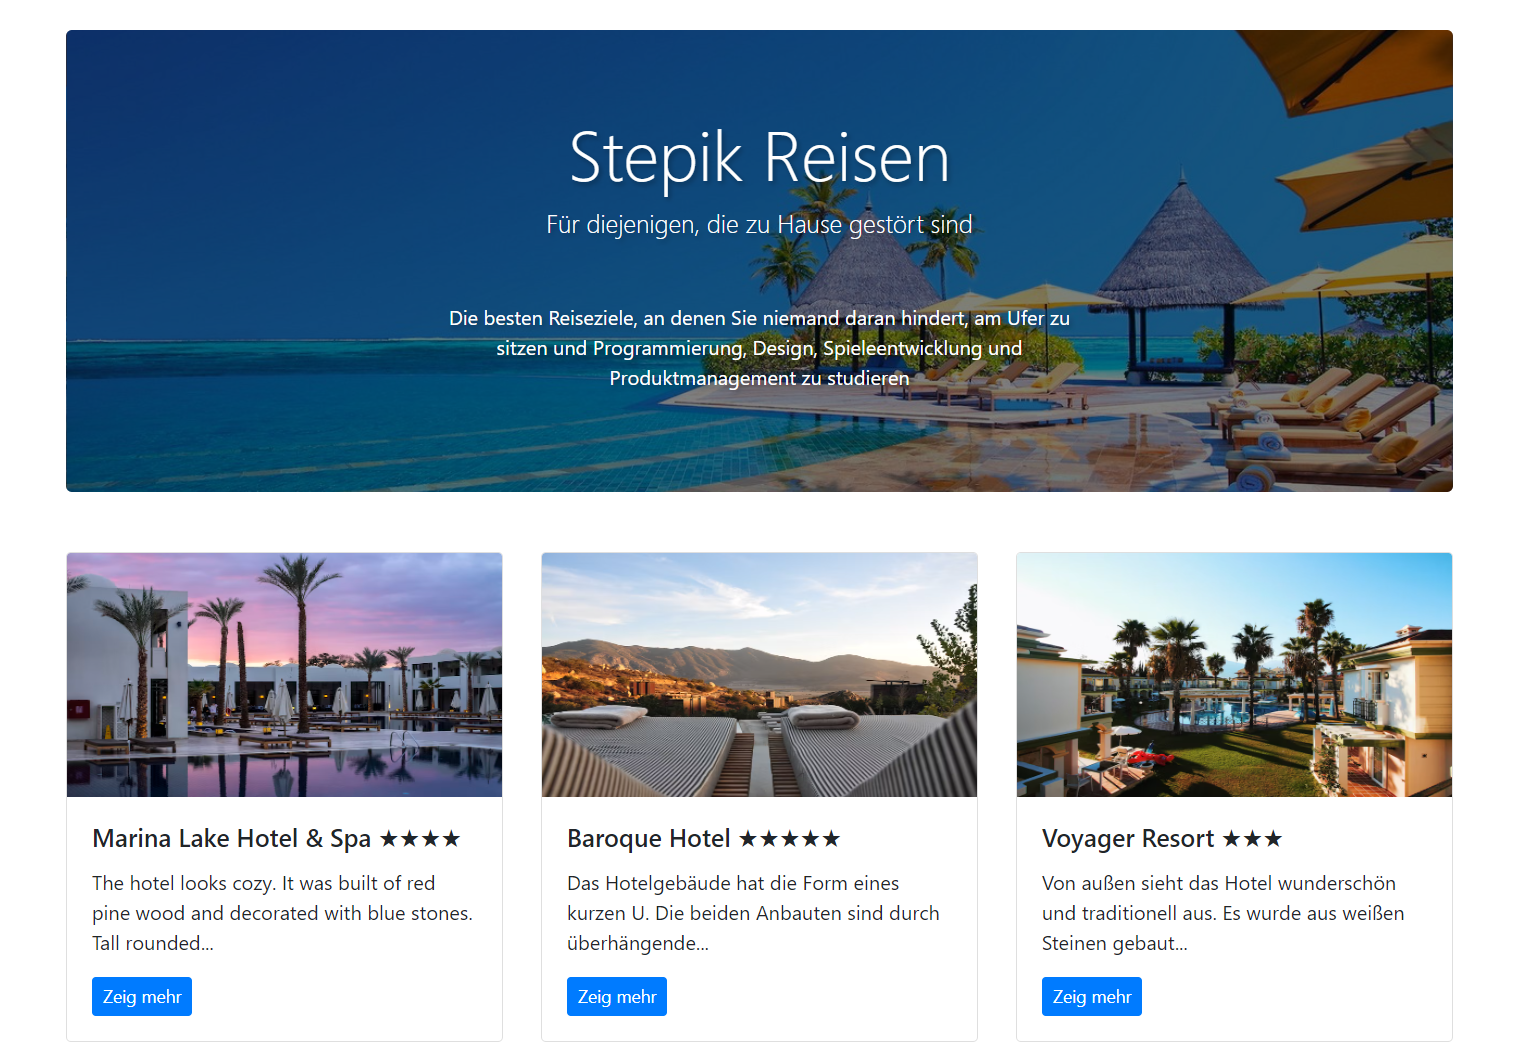 Stepik Reisen
Für diejenigen, die zu Hause gestört sind
Die besten Reiseziele, an denen Sie niemand daran hindert, am Ufer zu
sitzen und Programmierung, Design, Spieleentwicklung und
Produktmanagement zu studieren
Marina Lake Hotel & Spa ★★★★
The hotel looks cozy. It was built of red
pine wood and decorated with blue stones.
Tall rounded...
Zeig mehr
Baroque Hotel ★★★★★
Das Hotelgebäude hat die Form eines
kurzen U. Die beiden Anbauten sind durch
überhängende...
Zeig mehr
Voyager Resort ★★★
Von außen sieht das Hotel wunderschön
und traditionell aus. Es wurde aus weißen
Steinen gebaut...
Zeig mehr